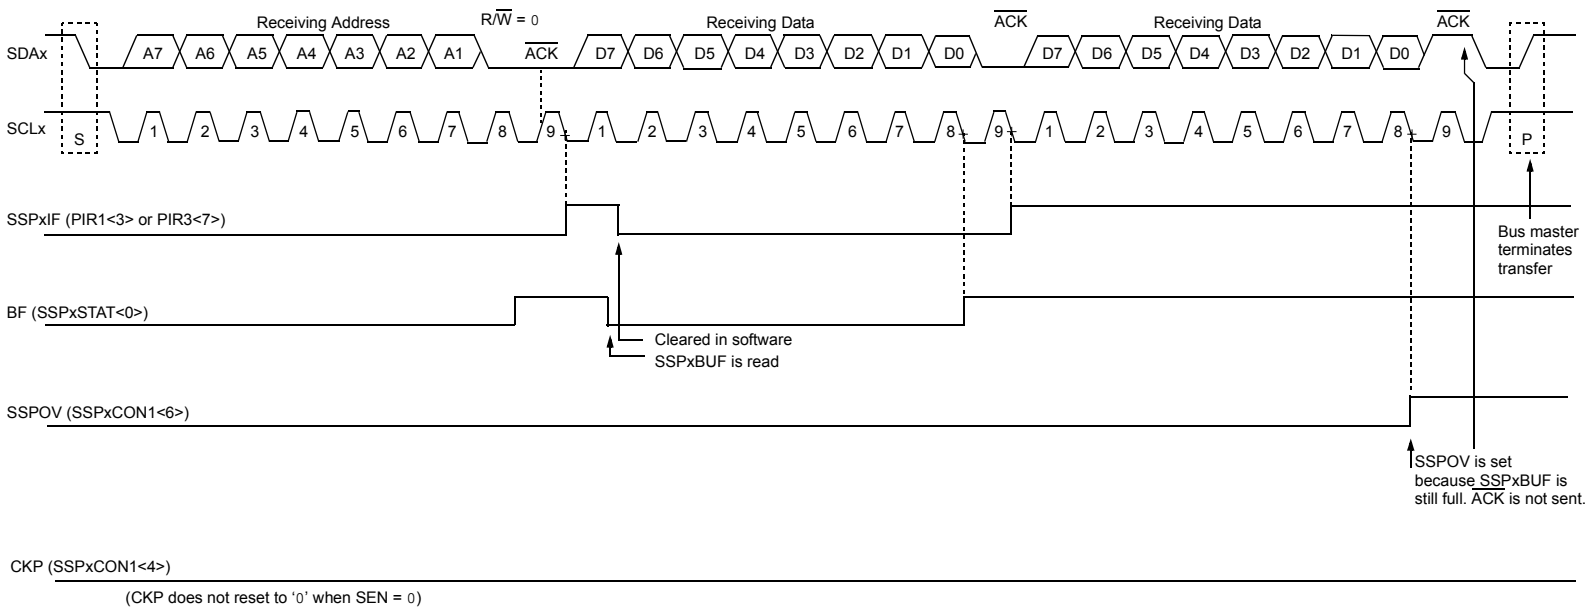 Receiving Address R/W = 0 Receiving Data ACK Receiving Data ACK
SDAx A7 A6 A5 A4 A3 A2 A1 ACK D7 D6 D5 D4 D3 D2 D1 D0 D7 D6 D5 D4 D3 D2 D1 D0
SCLx S 1 2 3 4 5 6 7 8 9 1 2 3 4 5 6 7 8 9 1 2 3 4 5 6 7 8 9 P
SSPxIF (PIR1<3> or PIR3<7>)
Bus master
terminates
transfer
BF (SSPxSTAT<0>)
Cleared in software
SSPxBUF is read
SSPOV (SSPxCON1<6>)
SSPOV is set
because SSPxBUF is
still full. ACK is not sent.
CKP (SSPxCON1<4>)
(CKP does not reset to ‘0’ when SEN = 0)